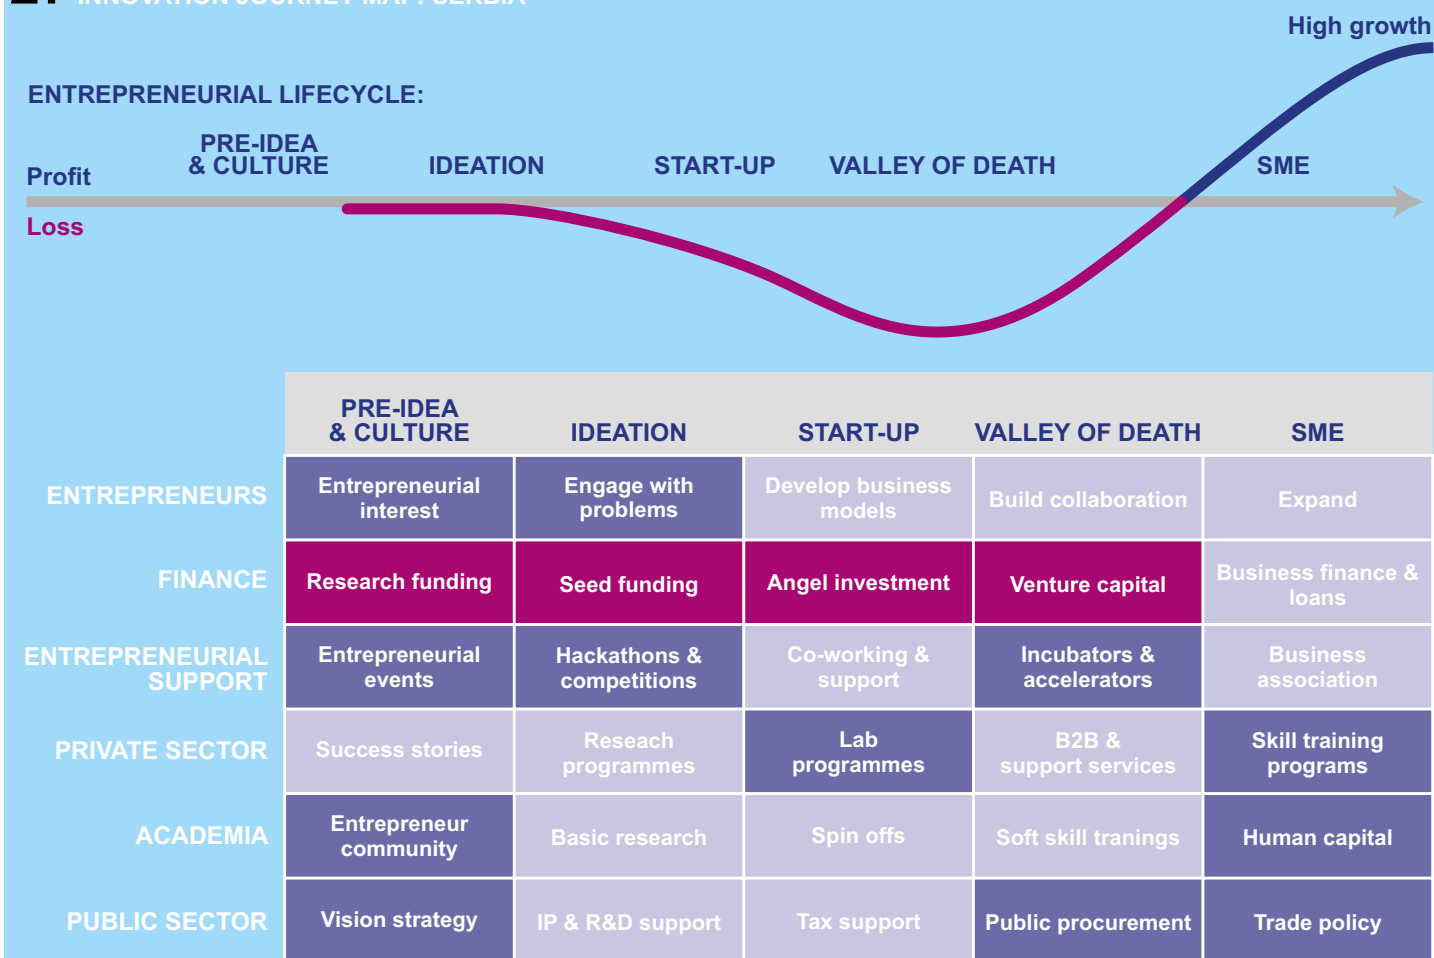 INNOVATION JOURNEY MAP: SERBIA
High growth
ENTREPRENEURIAL LIFECYCLE:
PRE-IDEA
& CULTURE
IDEATION
START-UP
VALLEY OF DEATH
SME
Profit
Loss
PRE-IDEA
& CULTURE
IDEATION
START-UP
VALLEY OF DEATH
SME
ENTREPRENEURS
Entrepreneurial
interest
Engage with
problems
Develop business
models
Build collaboration
Expand
FINANCE
Research funding
Seed funding
Angel investment
Venture capital
Business finance &
loans
ENTREPRENEURIAL
SUPPORT
Entrepreneurial
events
Hackathons &
competitions
Co-working &
support
Incubators &
accelerators
Business
association
PRIVATE SECTOR
Success stories
Reseach
programmes
Lab
programmes
B2B &
support services
Skill training
programs
ACADEMIA
Entrepreneur
community
Basic research
Spin offs
Soft skill tranings
Human capital
PUBLIC SECTOR
Vision strategy
IP & R&D support
Tax support
Public procurement
Trade policy